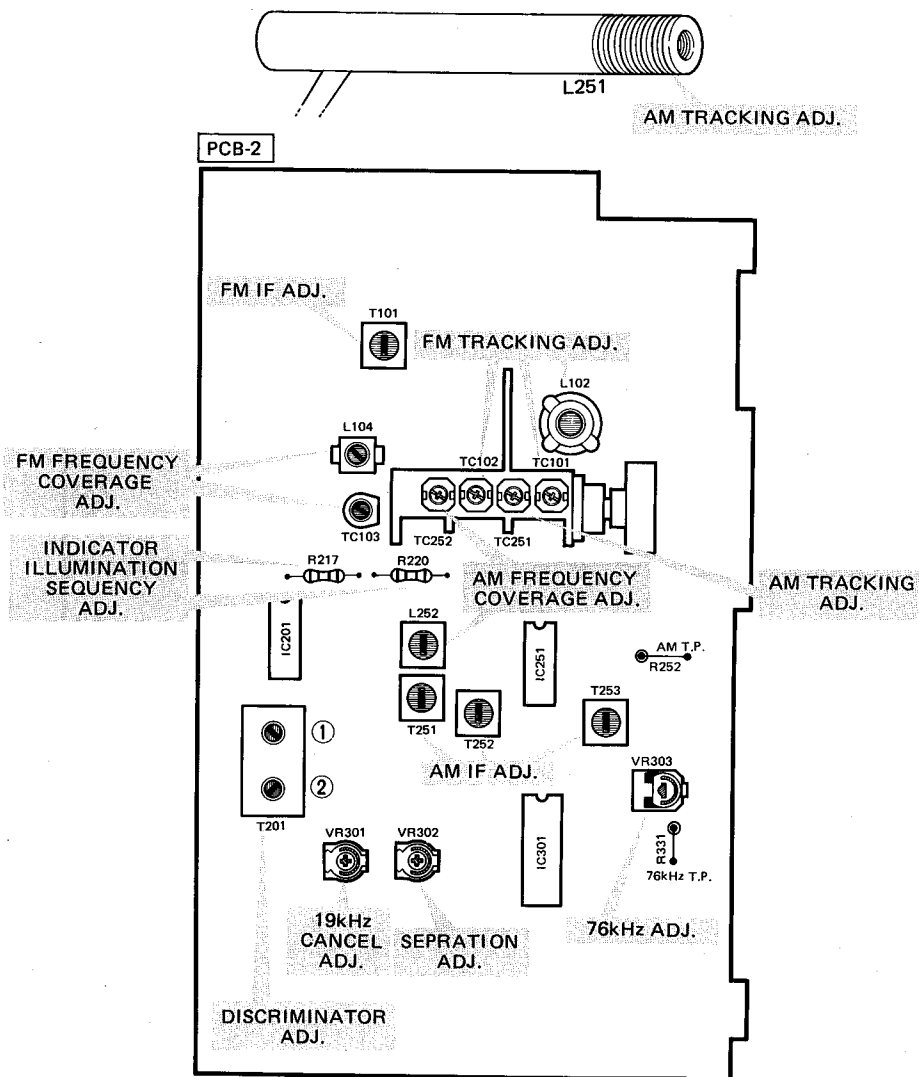 L251
AM TRACKING ADJ.
PCB-2
FM IF ADJ.
T101
FM TRACKING ADJ.
L102
L104
FM FREQUENCY
COVERAGE
ADJ.
TC102
TC101
TC103
TC252
TC251
INDICATOR
ILLUMINATION
SEQUENCY
ADJ.
R217
R220
AM FREQUENCY
COVERAGE ADJ.
AM TRACKING
ADJ.
IC201
L252
IC251
AM T.P.
R252
T251
T252
T253
AM IF ADJ.
1
2
T201
VR303
VR301
VR302
IC301
R331
76kHz T.P.
19kHz
CANCEL
ADJ.
SEPRATION
ADJ.
76kHz ADJ.
DISCRIMINATOR
ADJ.